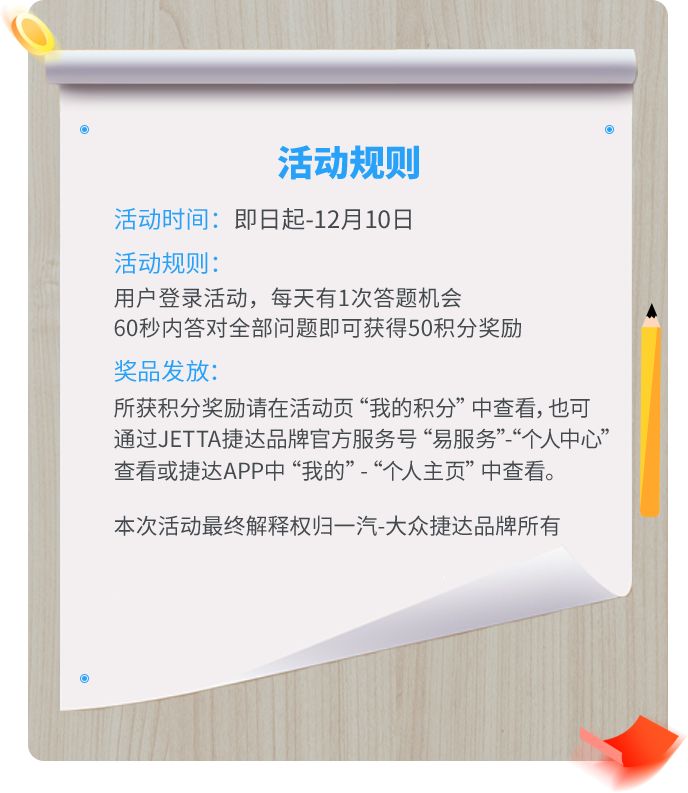 活动规则
活动时间：即日起-12月10日
活动规则：
用户登录活动，每天有1次答题机会
60秒内答对全部问题即可获得50积分奖励
奖品发放：
所获积分奖励请在活动页“我的积分”中查看，也可
通过JETTA捷达品牌官方服务号“易服务”-“个人中心”
查看或捷达APP中“我的”-“个人主页”中查看。
本次活动最终解释权归一汽-大众捷达品牌所有